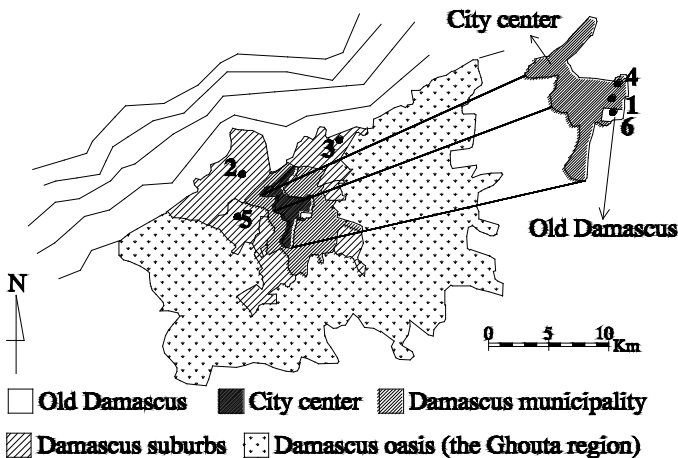 City center
4
1
6
3
2
5
Old Damascus
N
0 5 10
Km
Old Damascus City center Damascus municipality
Damascus suburbs Damascus oasis (the Ghouta region)